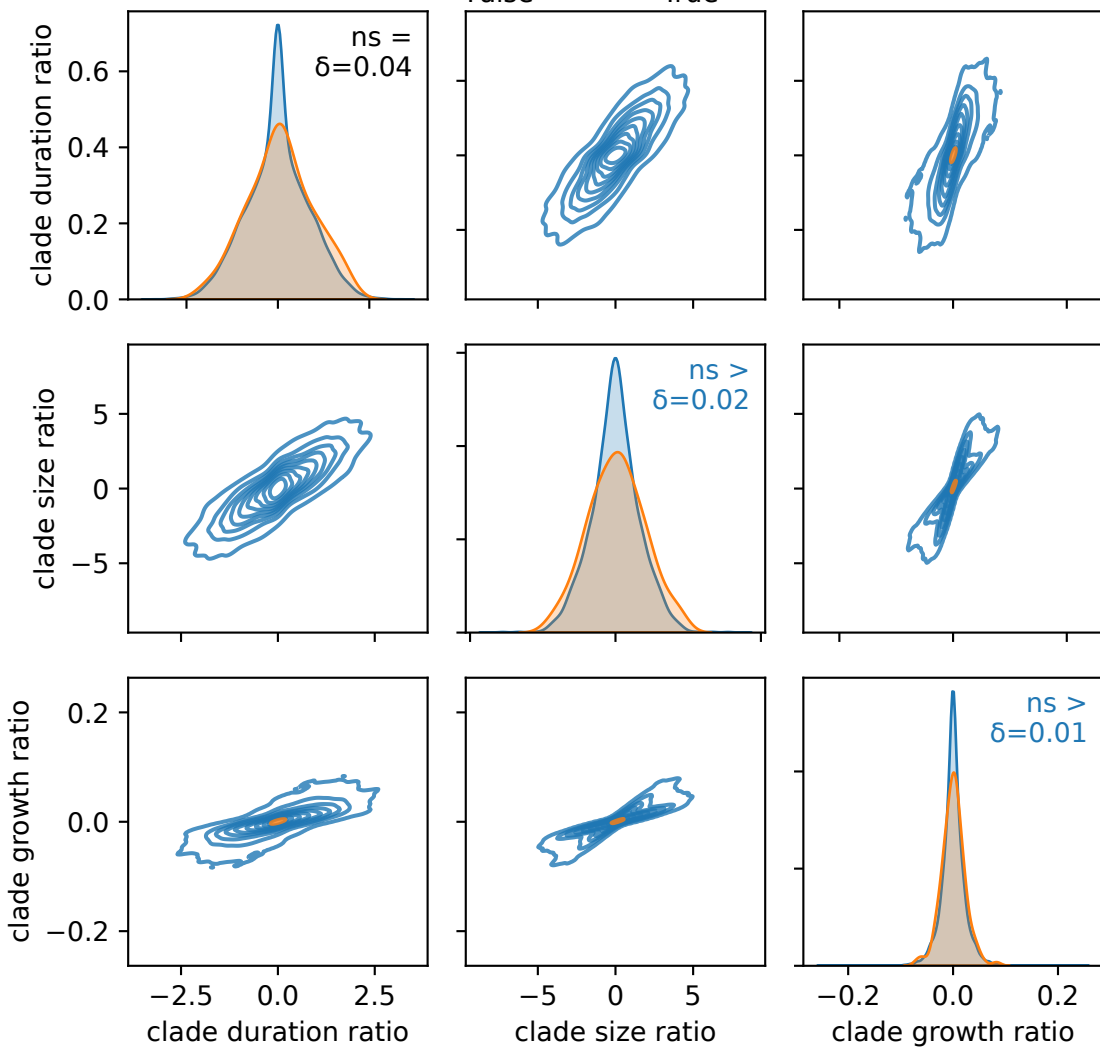 clade duration ratio
0.6
0.4
0.2
0.0
ns =
δ=0.04
clade size ratio
5
0
−5
ns >
δ=0.02
clade growth ratio
0.2
0.0
−0.2
ns >
δ=0.01
−2.5 0.0 2.5
−5 0 5
−0.2 0.0 0.2
clade duration ratio
clade size ratio
clade growth ratio